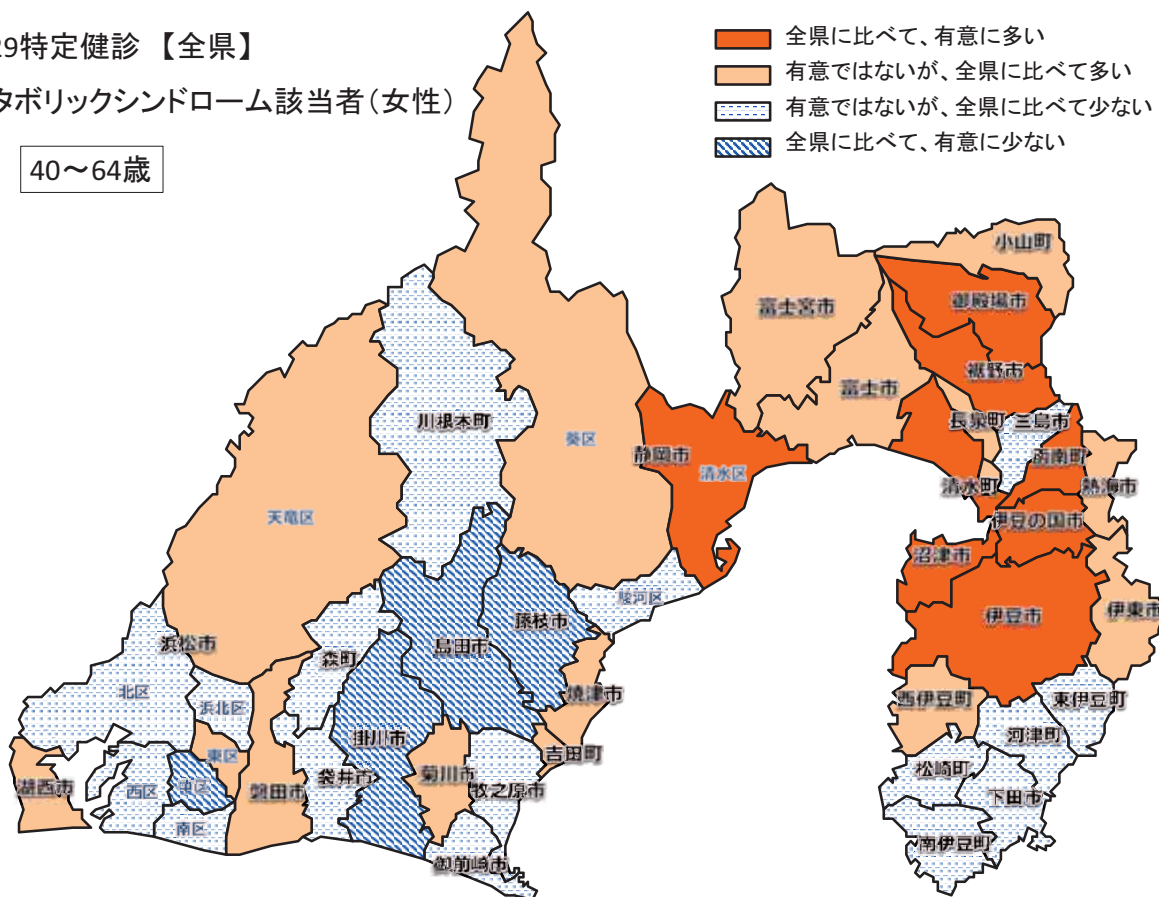 29特定健診 【全県】
タボリックシンドローム該当者(女性)
40～64歳
全県に比べて、有意に多い
有意ではないが、全県に比べて多い
有意ではないが、全県に比べて少ない
全県に比べて、有意に少ない
小山町
御殿場市
富士宮市
裾野市
富士市
長泉町
三島市
川根本町
葵区
静岡市
清水区
函南町
清水町
熱海市
天竜区
伊豆の国市
沼津市
駿河区
藤枝市
伊豆市
伊東市
浜松市
島田市
森町
北区
浜北区
焼津市
西伊豆町
東伊豆町
掛川市
河津町
東区
吉田町
湖西市
西区
中区
磐田市
袋井市
菊川市
牧之原市
松崎町
下田市
南区
御前崎市
南伊豆町